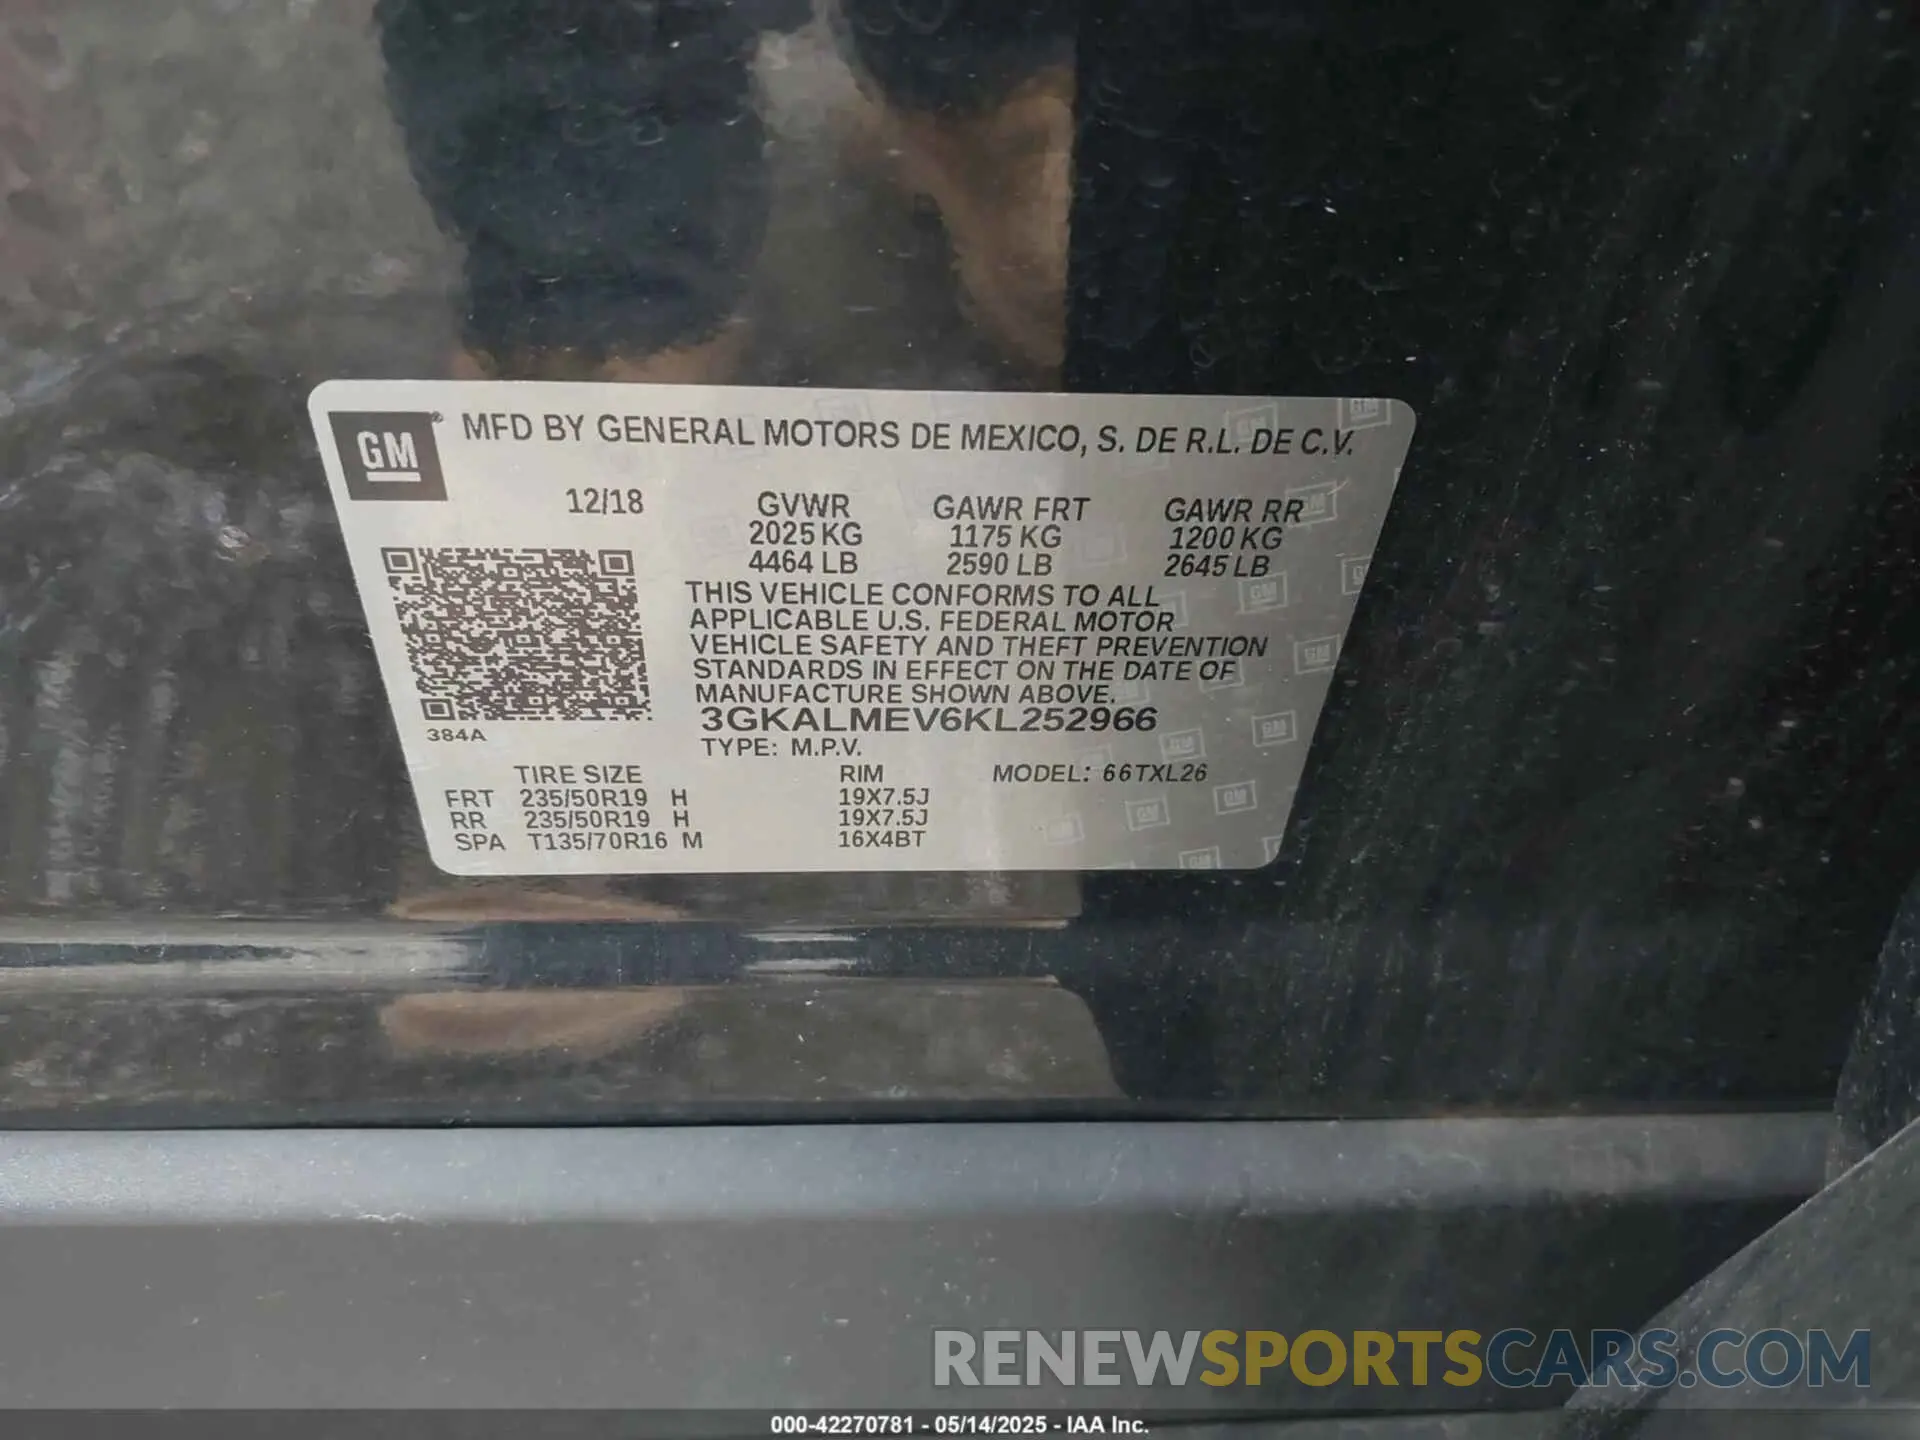 GM ® MFD BY GENERAL MOTORS DE MEXICO, S. DE R.L. DE C.V.
12/18 GVWR GAWR FRT GAWR RR
2025 KG 1175 KG 1200 KG
4464 LB 2590 LB 2645 LB
THIS VEHICLE CONFORMS TO ALL
APPLICABLE U.S. FEDERAL MOTOR
VEHICLE SAFETY AND THEFT PREVENTION
STANDARDS IN EFFECT ON THE DATE OF
MANUFACTURE SHOWN ABOVE.
3GKALMEV6KL252966
384A
TYPE: M.P.V.
TIRE SIZE RIM MODEL: 66TXL26
FRT 235/50R19 H 19X7.5J
RR 235/50R19 H 19X7.5J
SPA T135/70R16 M 16X4BT
RENEWSPORTSCARS.COM
000-42270781 - 05/14/2025 - IAA Inc.